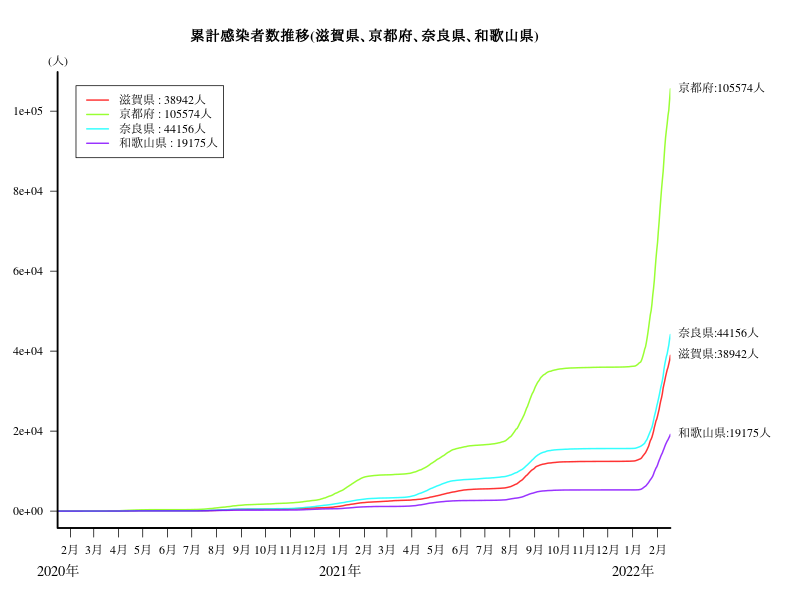 累計感染者数推移(滋賀県、京都府、奈良県、和歌山県)
(人)
滋賀県 : 38942人
京都府 : 105574人
奈良県 : 44156人
和歌山県 : 19175人
1e+05
8e+04
6e+04
4e+04
2e+04
0e+00
京都府:105574人
奈良県:44156人
滋賀県:38942人
和歌山県:19175人
2月 3月 4月 5月 6月 7月 8月 9月 10月 11月 12月 1月 2月 3月 4月 5月 6月 7月 8月 9月 10月 11月 12月 1月 2月
2020年 2021年 2022年